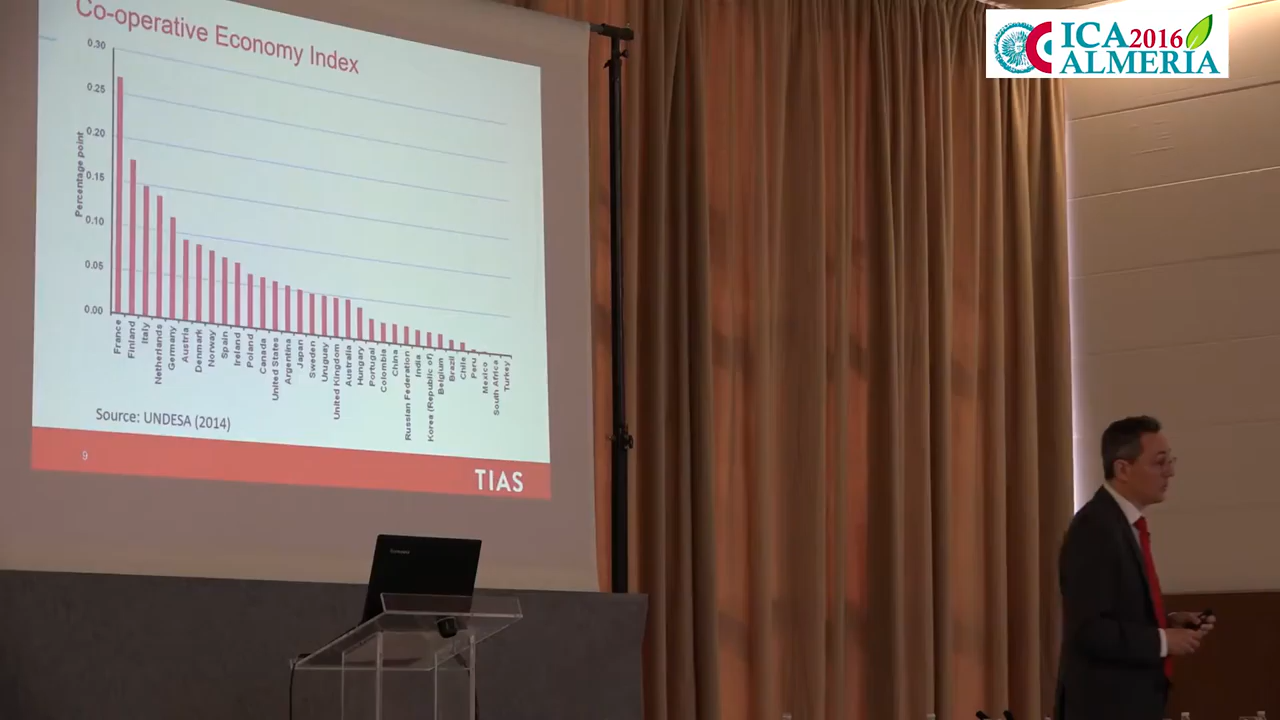 Co-operative Economy Index
Percentage point
0.30
0.25
0.20
0.15
0.10
0.05
0.00
France
Finland
Italy
Netherlands
Germany
Austria
Denmark
Norway
Spain
Ireland
Poland
Canada
United States
Argentina
Japan
Sweden
Uruguay
United Kingdom
Australia
Hungary
Portugal
Colombia
China
Russian Federation
India
Korea (Republic of)
Belgium
Brazil
Chile
Peru
Mexico
South Africa
Turkey
Source: UNDESA (2014)
9
TIAS
ICA 2016
ALMERIA
Lenovo